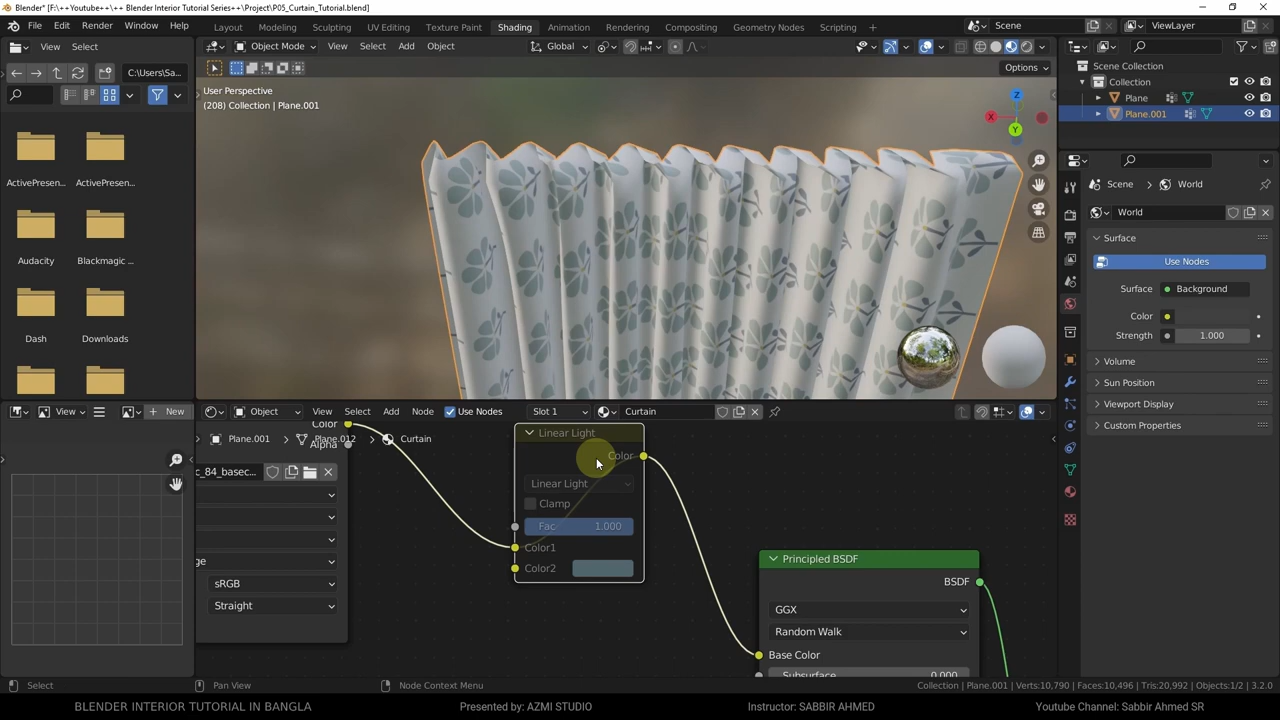 Blender* [F:\++Youtube++\++ Blender Interior Tutorial Series++\Project\P05_Curtain_Tutorial.blend]
File Edit Render Window Help Layout Modeling Sculpting UV Editing Texture Paint Shading Animation Rendering Compositing Geometry Nodes Scripting Scene ViewLayer
View Select Object Mode View Select Add Object Global
Options
Scene Collection
Collection
Plane
Plane.001
C:\Users\Sa...
User Perspective
(208) Collection | Plane.001
Z
X
Y
ActivePresen... ActivePresen...
Audacity Blackmagic ...
Dash Downloads
Scene World
World
Surface
Use Nodes
Surface Background
Color
Strength 1.000
Volume
Sun Position
Viewport Display
Custom Properties
View New Object View Select Add Node Use Nodes Slot 1 Curtain
Color
Alpha
Plane.001 Plane.012 Curtain
c_84_basec...
ge
sRGB
Straight
Linear Light
Color
Linear Light
Clamp
Fac 1.000
Color1
Color2
Principled BSDF
BSDF
GGX
Random Walk
Base Color
Subsurface 0.000
Select Pan View Node Context Menu Collection | Plane.001 | Verts:10,790 | Faces:10,496 | Tris:20,992 | Objects:1/2 | 3.2.0
BLENDER INTERIOR TUTORIAL IN BANGLA Presented by: AZMI STUDIO Instructor: SABBIR AHMED Youtube Channel: Sabbir Ahmed SR